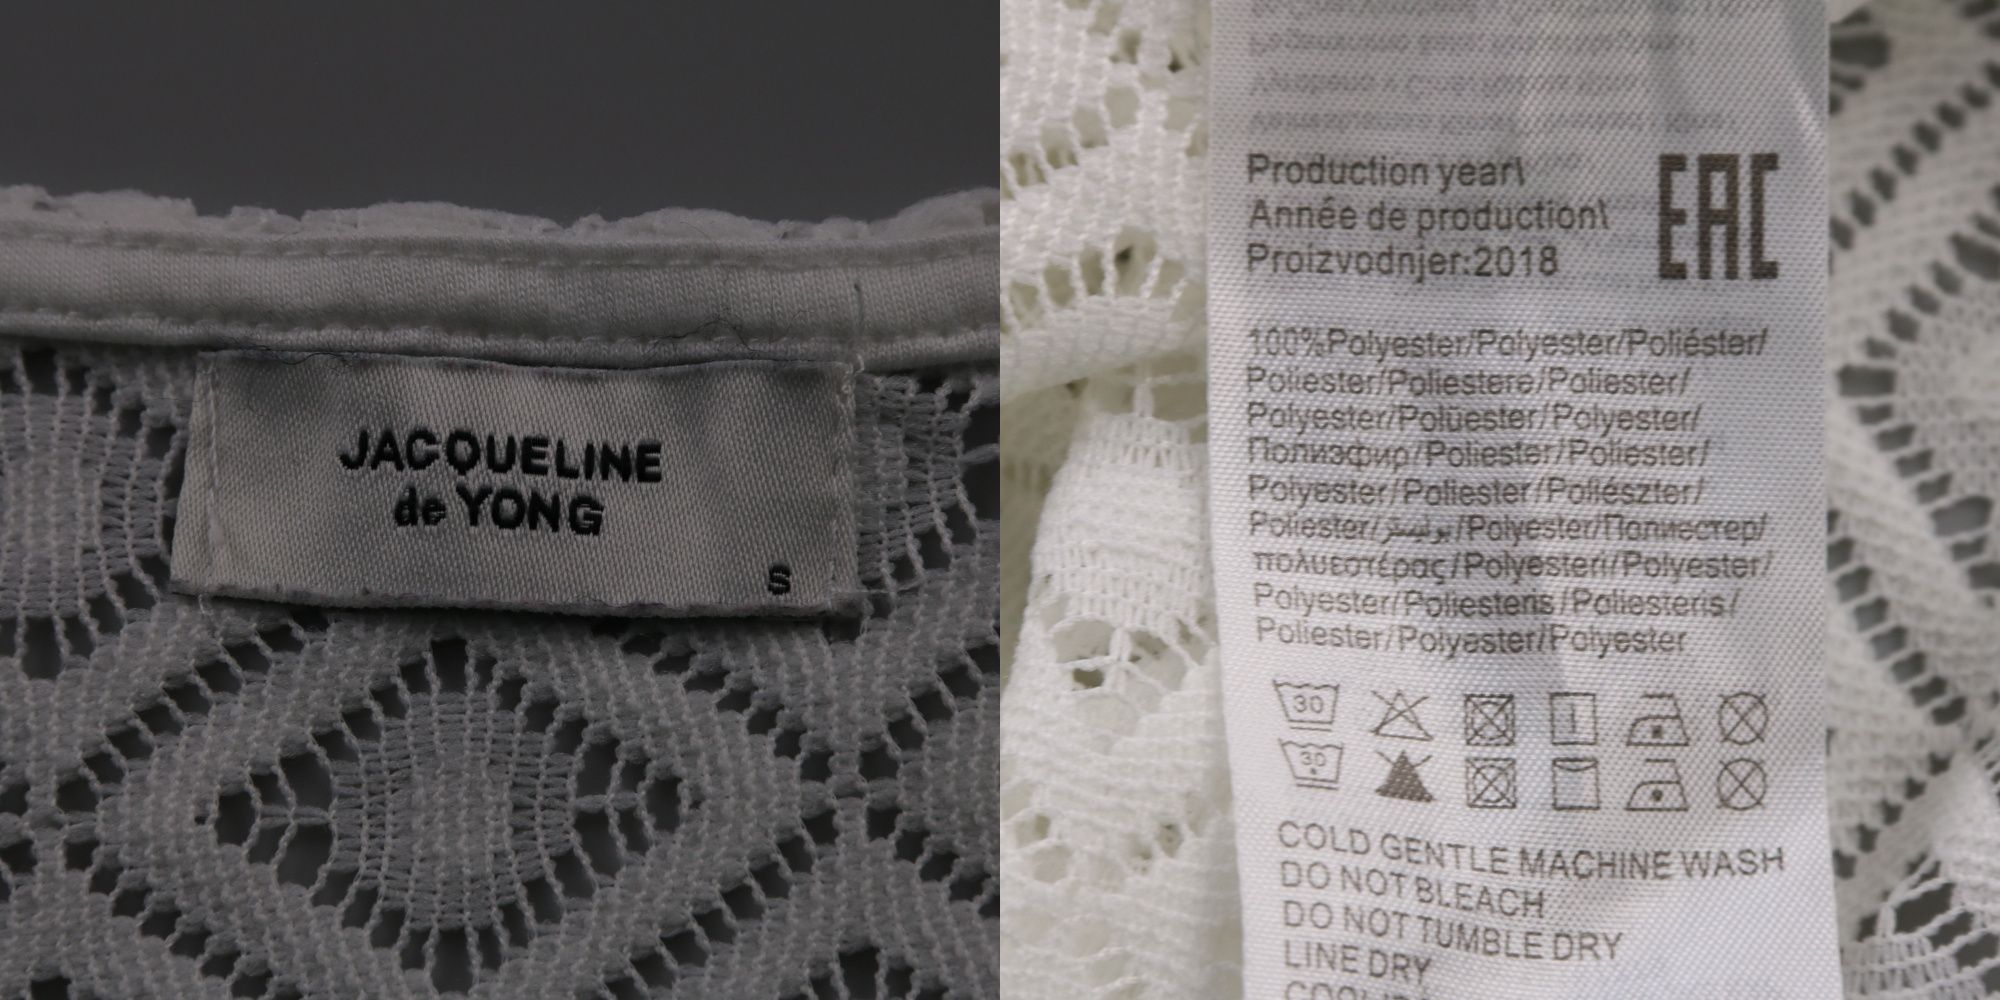 JACQUELINE
de YONG
S
Production year\
Année de production\
Proizvodnjer:2018
EAC
100%Polyester/Polyester/Poliéster/
Poliester/Poliestere/Poliester/
Polyester/Polüester/Polyester/
Полиэфир/Poliester/Poliester/
Polyester/Poliester/Poliészter/
Poliester/بوليستر/Polyester/Полиестер/
πολυεστέρας/Polyesteri/Polyester/
Polyester/Poliesteris/Poliesteris/
Poliester/Polyester/Polyester
30
30
COLD GENTLE MACHINE WASH
DO NOT BLEACH
DO NOT TUMBLE DRY
LINE DRY